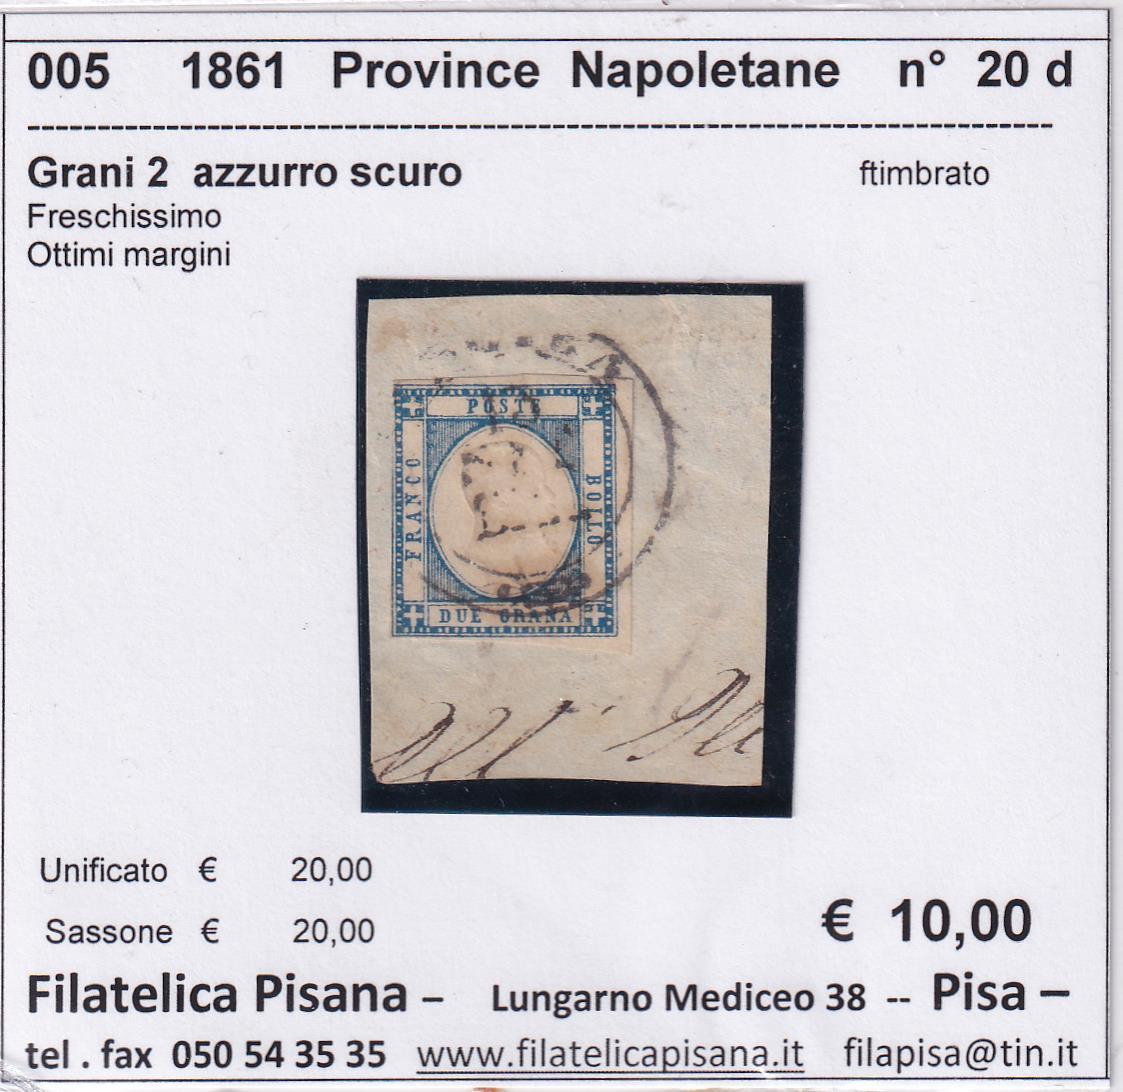 005 1861 Province Napoletane n° 20 d
--------------------------------------------------------------------------------
Grani 2 azzurro scuro ftimbrato
Freschissimo
Ottimi margini
POSTE
FRANCO
BOLLO
DUE GRANA
Unificato € 20,00
Sassone € 20,00
€ 10,00
Filatelica Pisana – Lungarno Mediceo 38 -- Pisa –
tel . fax 050 54 35 35 www.filatelicapisana.it filapisa@tin.it